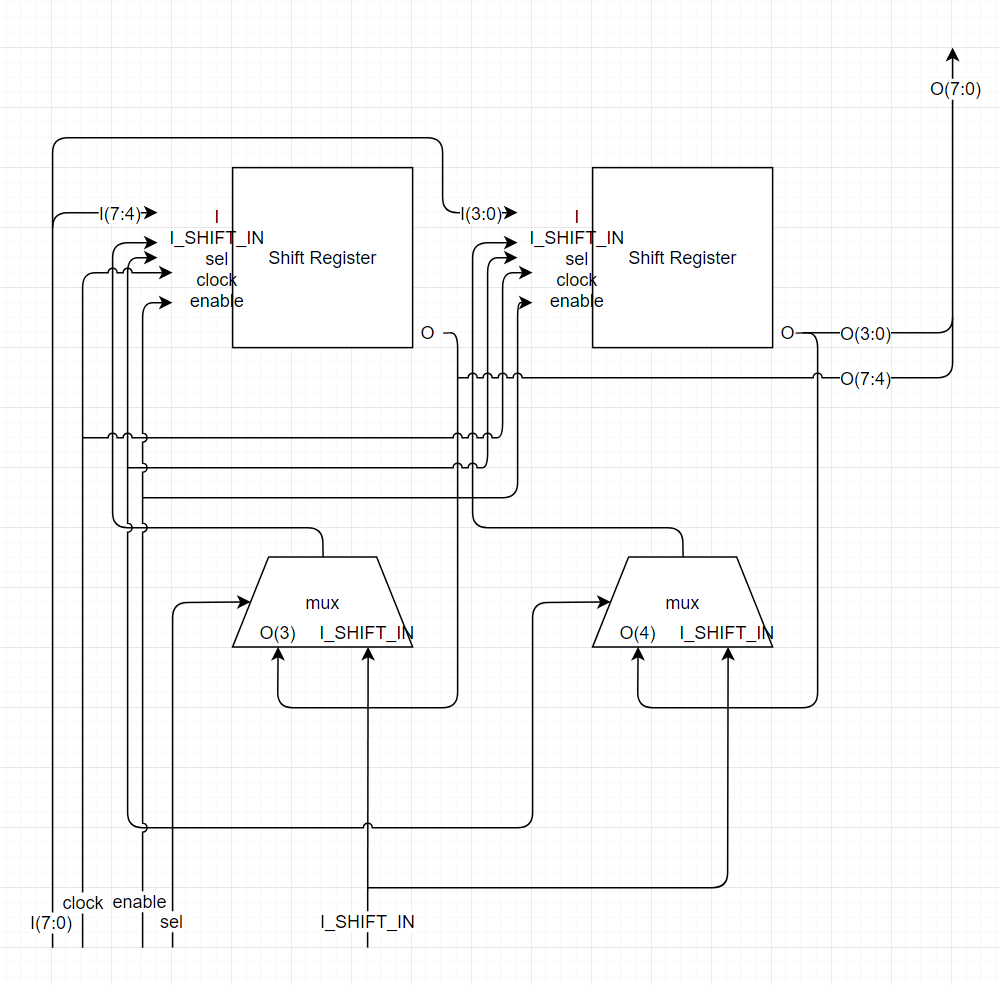 O(7:0)
I(7:4)
I
I_SHIFT_IN
sel
clock
enable
Shift Register
O
I(3:0)
I
I_SHIFT_IN
sel
clock
enable
Shift Register
O
O(3:0)
O(7:4)
mux
O(3)
I_SHIFT_IN
mux
O(4)
I_SHIFT_IN
I(7:0)
clock
enable
sel
I_SHIFT_IN